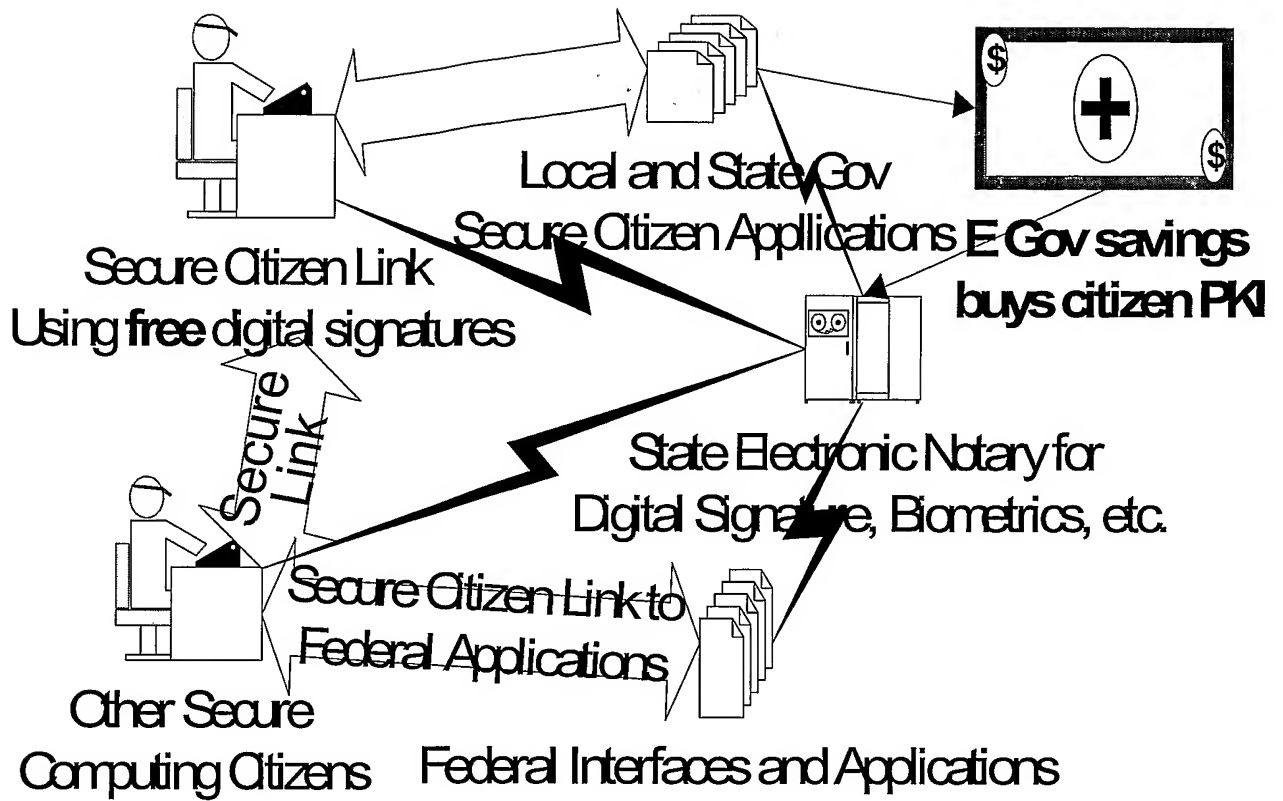 $
$
Local and State Gov
Secure Citizen Appllications
E Gov savings
buys citizen PKI
Secure Citizen Link
Using free digital signatures
Secure
Link
State Electronic Notary for
Digital Signature, Biometrics, etc.
Secure Citizen Link to
Federal Applications
Other Secure
Computing Citizens
Federal Interfaces and Applications